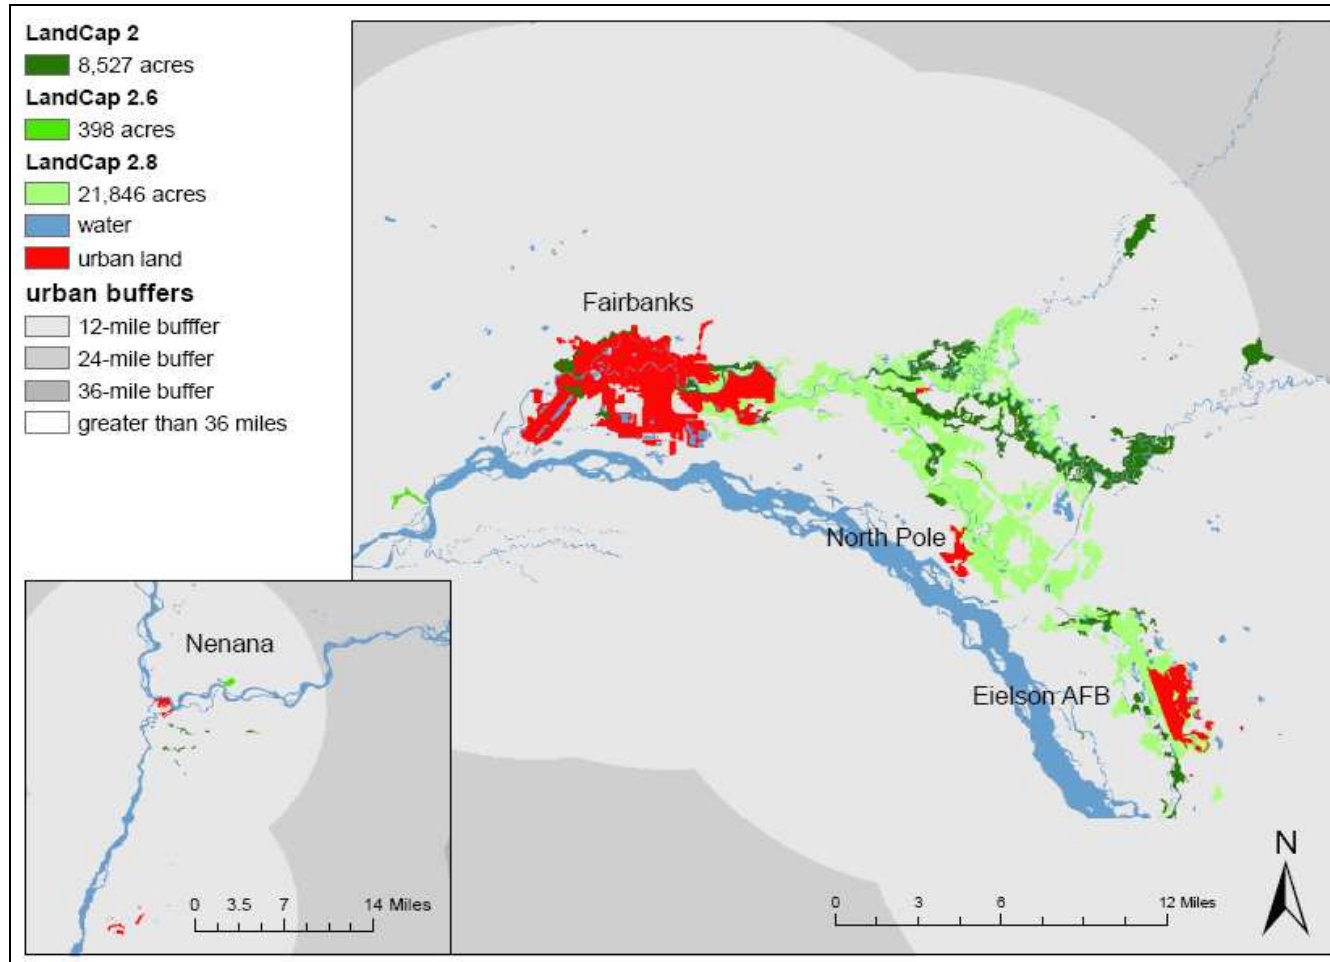 LandCap 2
8,527 acres
LandCap 2.6
398 acres
LandCap 2.8
21,846 acres
water
urban land
urban buffers
12-mile bufffer
24-mile buffer
36-mile buffer
greater than 36 miles
Fairbanks
North Pole
Eielson AFB
Nenana
0 3.5 7 14 Miles
0 3 6 12 Miles
N